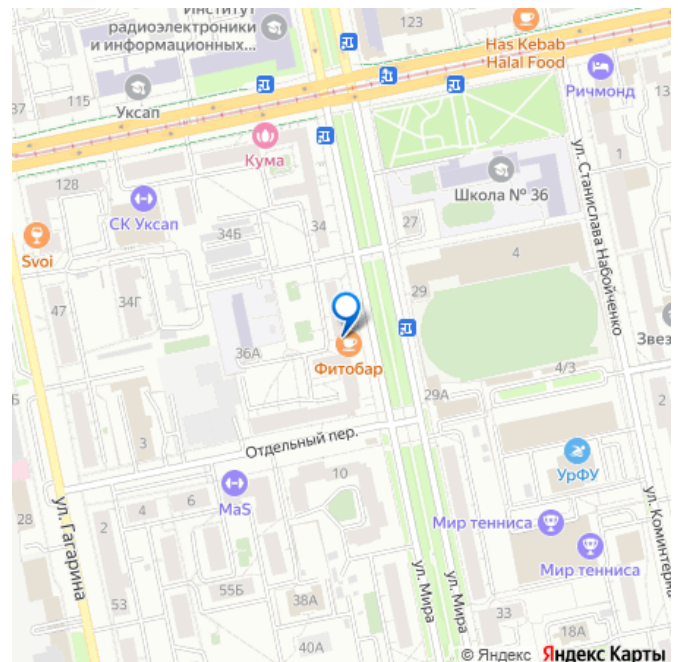 Институт
радиоэлектроники
и информационных...
123
Has Kebab
Halal Food
Ричмонд
13
Уксап
37
115
Кума
ул. Станислава Набойченко
1
Школа № 36
128
СК Уксап
34
34Б
27
4
Svoi
47
34Г
29
Звез
36А
Фитобар
4/3
29А
2
Б
3
Отдельный пер.
УрФУ
10
MaS
ул. Гагарина
28
2
4
6
Мир тенниса
Мир тенниса
ул. Коминтерна
ул. Мира
ул. Мира
53
55Б
38А
33
18А
40А
© Яндекс Яндекс Карты